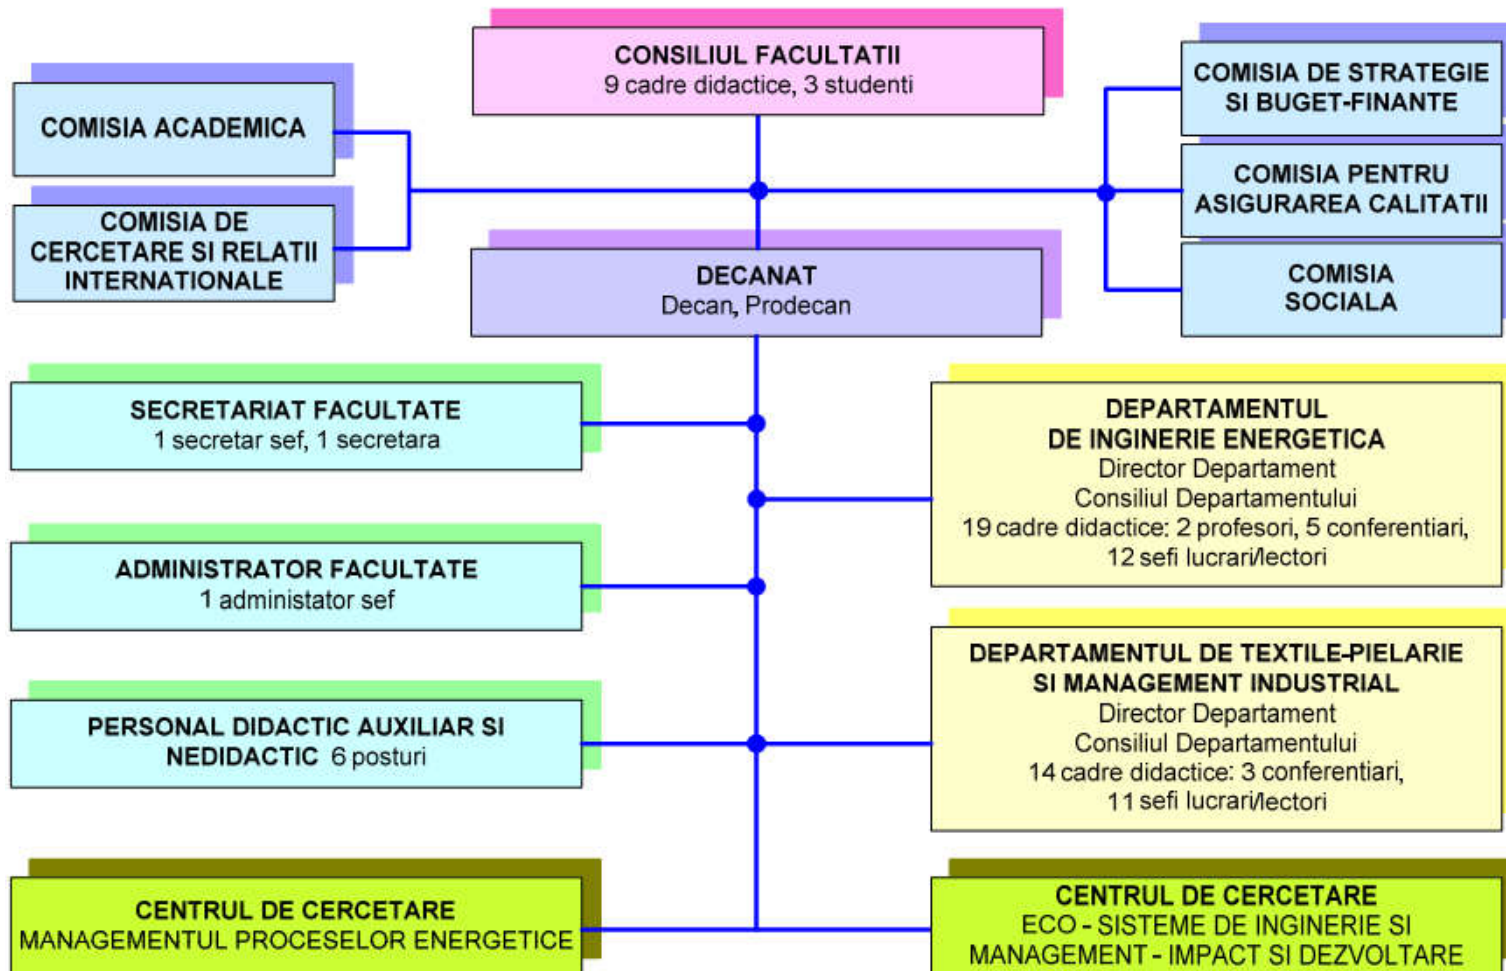 CONSILIUL FACULTATII
9 cadre didactice, 3 studenti
COMISIA ACADEMICA
COMISIA DE
CERCETARE SI RELATII
INTERNATIONALE
COMISIA DE STRATEGIE
SI BUGET-FINANTE
COMISIA PENTRU
ASIGURAREA CALITATII
COMISIA
SOCIALA
DECANAT
Decan, Prodecan
SECRETARIAT FACULTATE
1 secretar sef, 1 secretara
ADMINISTRATOR FACULTATE
1 administator sef
PERSONAL DIDACTIC AUXILIAR SI
NEDIDACTIC 6 posturi
CENTRUL DE CERCETARE
MANAGEMENTUL PROCESELOR ENERGETICE
DEPARTAMENTUL
DE INGINERIE ENERGETICA
Director Departament
Consiliul Departamentului
19 cadre didactice: 2 profesori, 5 conferentiari,
12 sefi lucrari/lectori
DEPARTAMENTUL DE TEXTILE-PIELARIE
SI MANAGEMENT INDUSTRIAL
Director Departament
Consiliul Departamentului
14 cadre didactice: 3 conferentiari,
11 sefi lucrari/lectori
CENTRUL DE CERCETARE
ECO - SISTEME DE INGINERIE SI
MANAGEMENT - IMPACT SI DEZVOLTARE